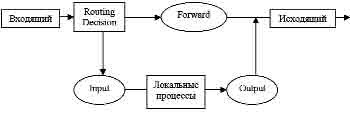 Входящий
Routing
Decision
Forward
Исходящий
Input
Локальные
процессы
Output